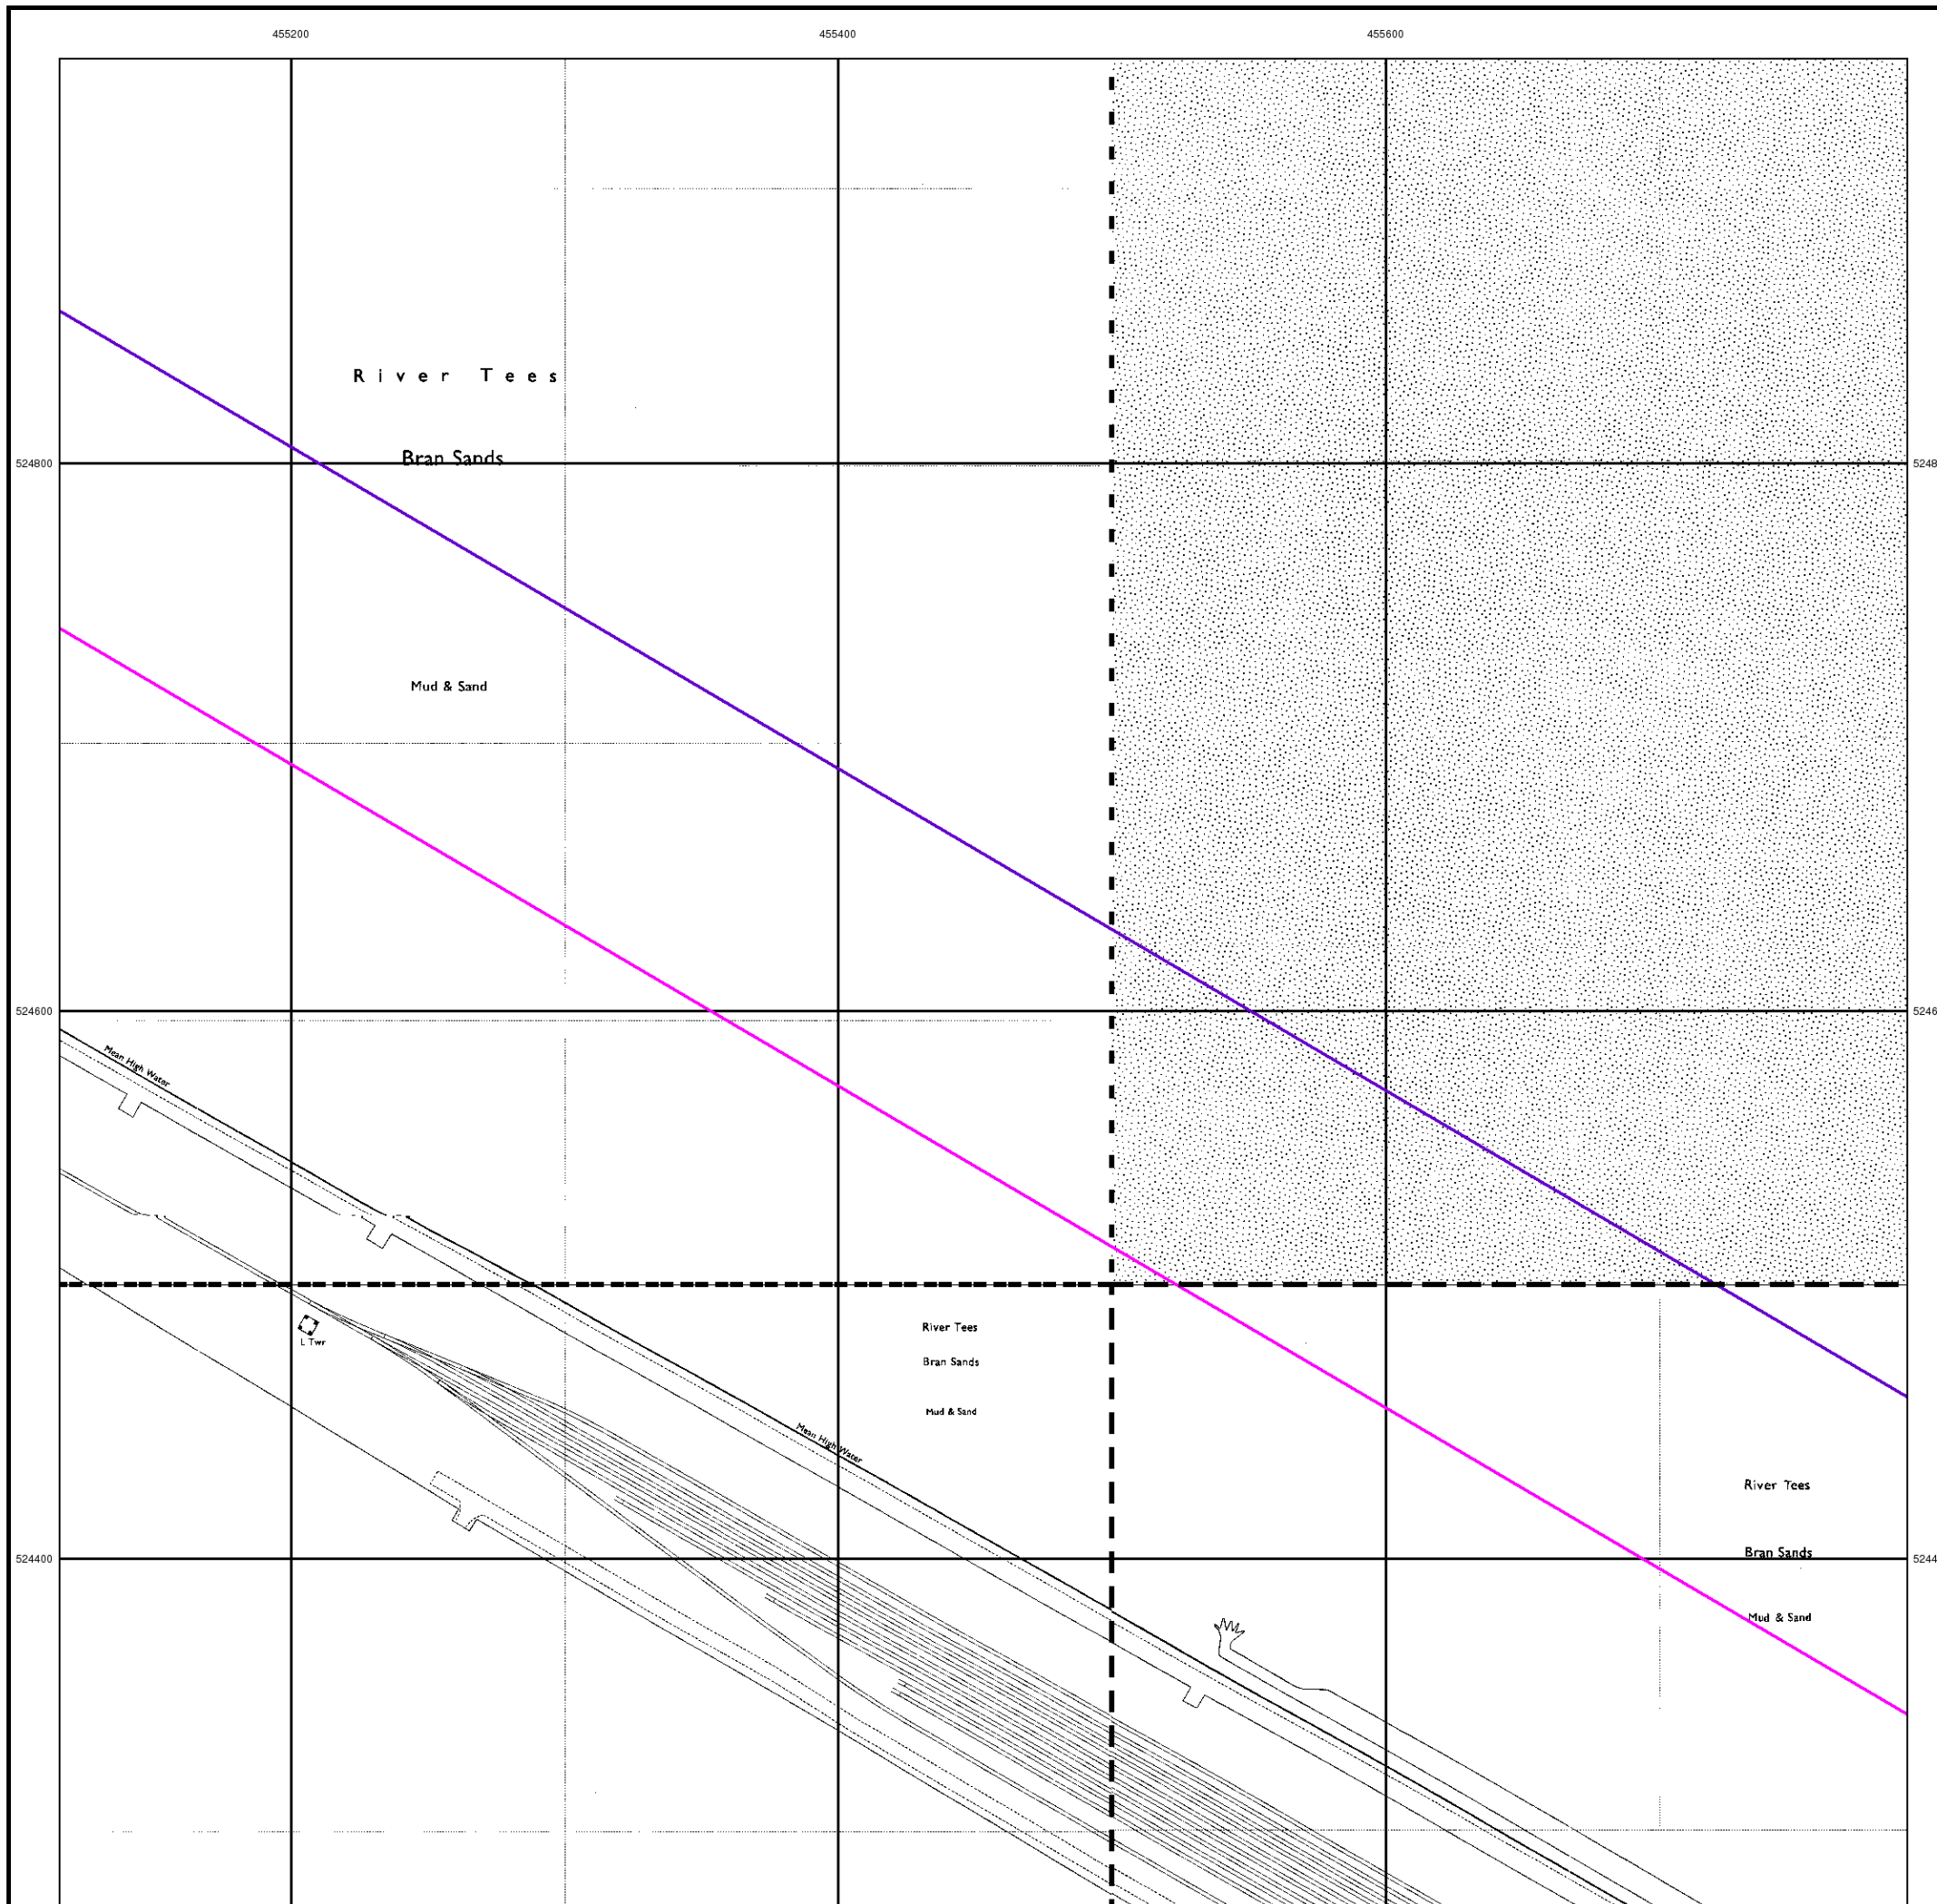 455200 455400 455600
River Tees
Bran Sands
524800 5248
Mud & Sand
524600 5246
Mean High Water
River Tees
L Twr
Bran Sands
Mud & Sand
Mean High Water
River Tees
Bran Sands
524400 5244
Mud & Sand